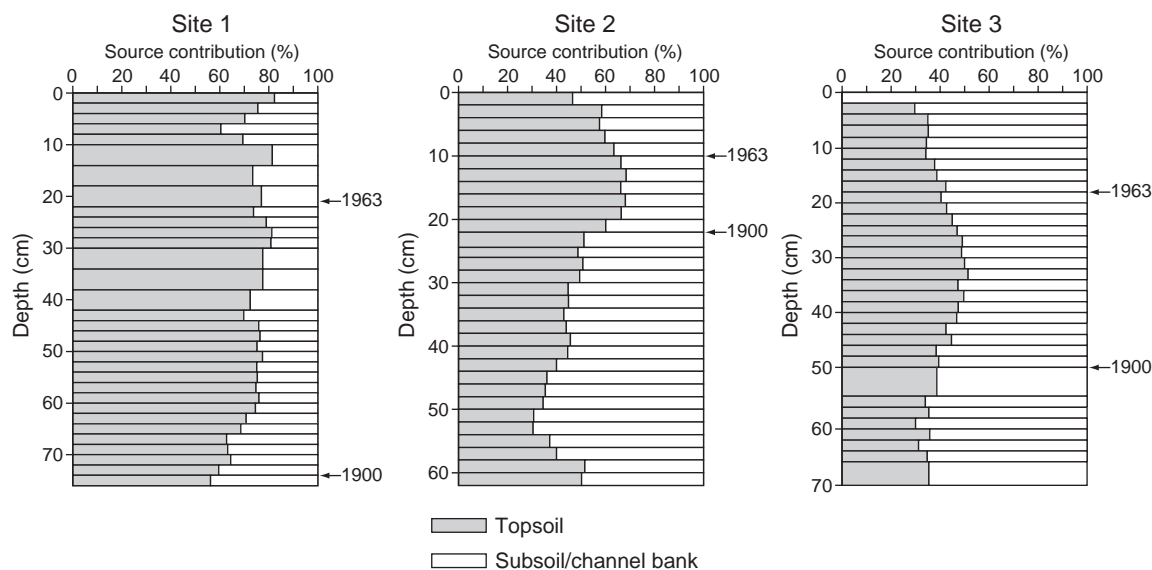 Site 1
Source contribution (%)
0 20 40 60 80 100
0
10
20
30
40
50
60
70
Depth (cm)
1963
1900
Site 2
Source contribution (%)
0 20 40 60 80 100
0
10
20
30
40
50
60
Depth (cm)
1963
1900
Site 3
Source contribution (%)
0 20 40 60 80 100
0
10
20
30
40
50
60
70
Depth (cm)
1963
1900
Topsoil
Subsoil/channel bank